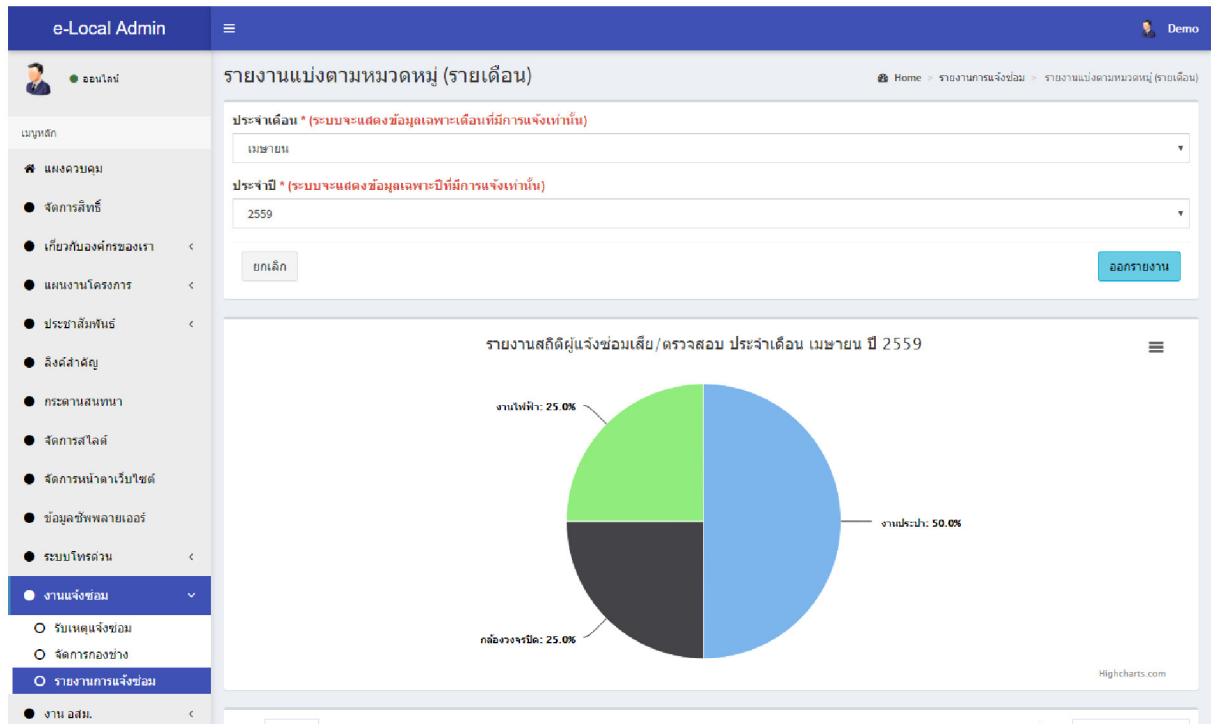 e-Local Admin
Demo
ออนไลน์
รายงานแบ่งตามหมวดหมู่ (รายเดือน)
Home > รายงานการแจ้งซ่อม > รายงานแบ่งตามหมวดหมู่ (รายเดือน)
เมนูหลัก
แผงควบคุม
จัดการสิทธิ์
เกี่ยวกับองค์กรของเรา
แผนงานโครงการ
ประชาสัมพันธ์
ลิงค์สำคัญ
กระดานสนทนา
จัดการสไลด์
จัดการหน้าตาเว็บไซต์
ข้อมูลซัพพลายเออร์
ระบบโทรด่วน
งานแจ้งซ่อม
รับเหตุแจ้งซ่อม
จัดการกองช่าง
รายงานการแจ้งซ่อม
งาน อสม.
ประจำเดือน * (ระบบจะแสดงข้อมูลเฉพาะเดือนที่มีการแจ้งเท่านั้น)
เมษายน
ประจำปี * (ระบบจะแสดงข้อมูลเฉพาะปีที่มีการแจ้งเท่านั้น)
2559
ยกเลิก
ออกรายงาน
รายงานสถิติผู้แจ้งซ่อมเสีย/ตรวจสอบ ประจำเดือน เมษายน ปี 2559
งานไฟฟ้า: 25.0%
งานประปา: 50.0%
กล้องวงจรปิด: 25.0%
Highcharts.com